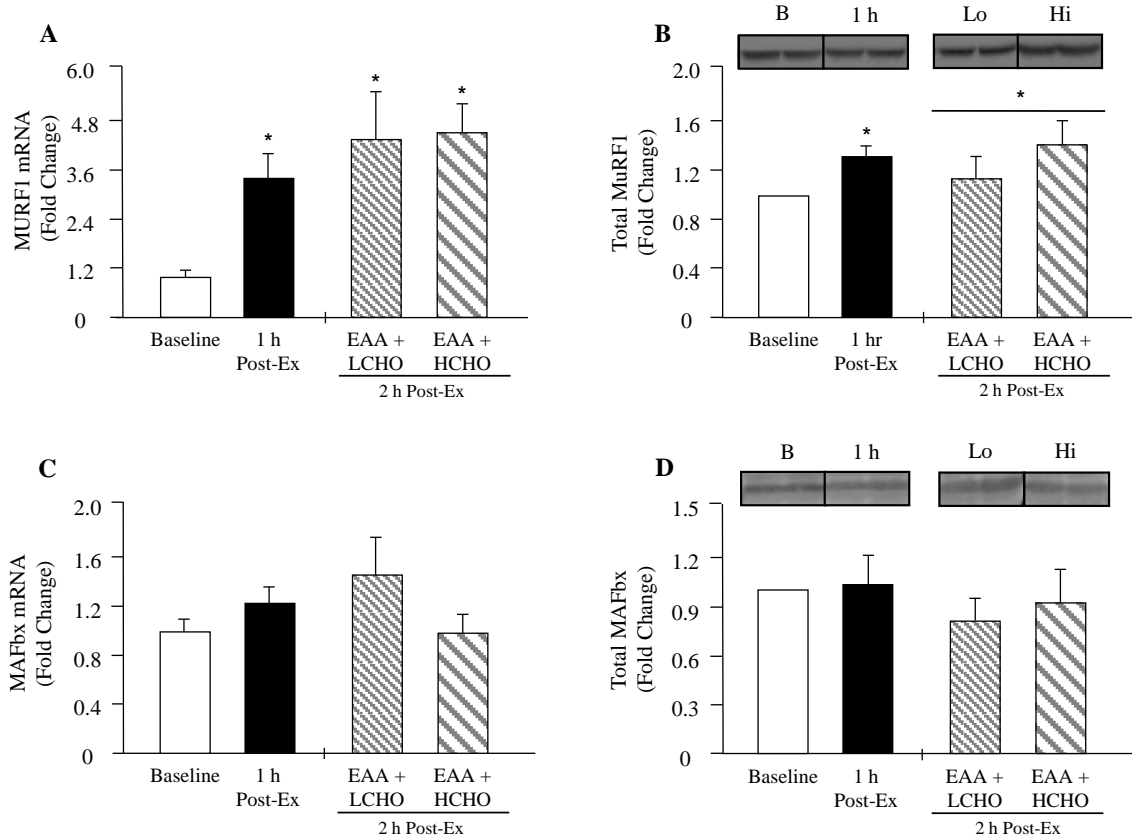 A
MURF1 mRNA
(Fold Change)
6.0
4.8
3.6
2.4
1.2
0
*
*
*
Baseline
1 h
Post-Ex
EAA +
LCHO
EAA +
HCHO
2 h Post-Ex
B
B
1 h
Lo
Hi
Total MuRF1
(Fold Change)
2.0
1.6
1.2
0.8
0.4
0
*
*
Baseline
1 hr
Post-Ex
EAA +
LCHO
EAA +
HCHO
2 h Post-Ex
C
MAFbx mRNA
(Fold Change)
2.0
1.6
1.2
0.8
0.4
0
Baseline
1 h
Post-Ex
EAA +
LCHO
EAA +
HCHO
2 h Post-Ex
D
B
1 h
Lo
Hi
Total MAFbx
(Fold Change)
1.5
1.2
0.9
0.6
0.3
0
Baseline
1 h
Post-Ex
EAA +
LCHO
EAA +
HCHO
2 h Post-Ex